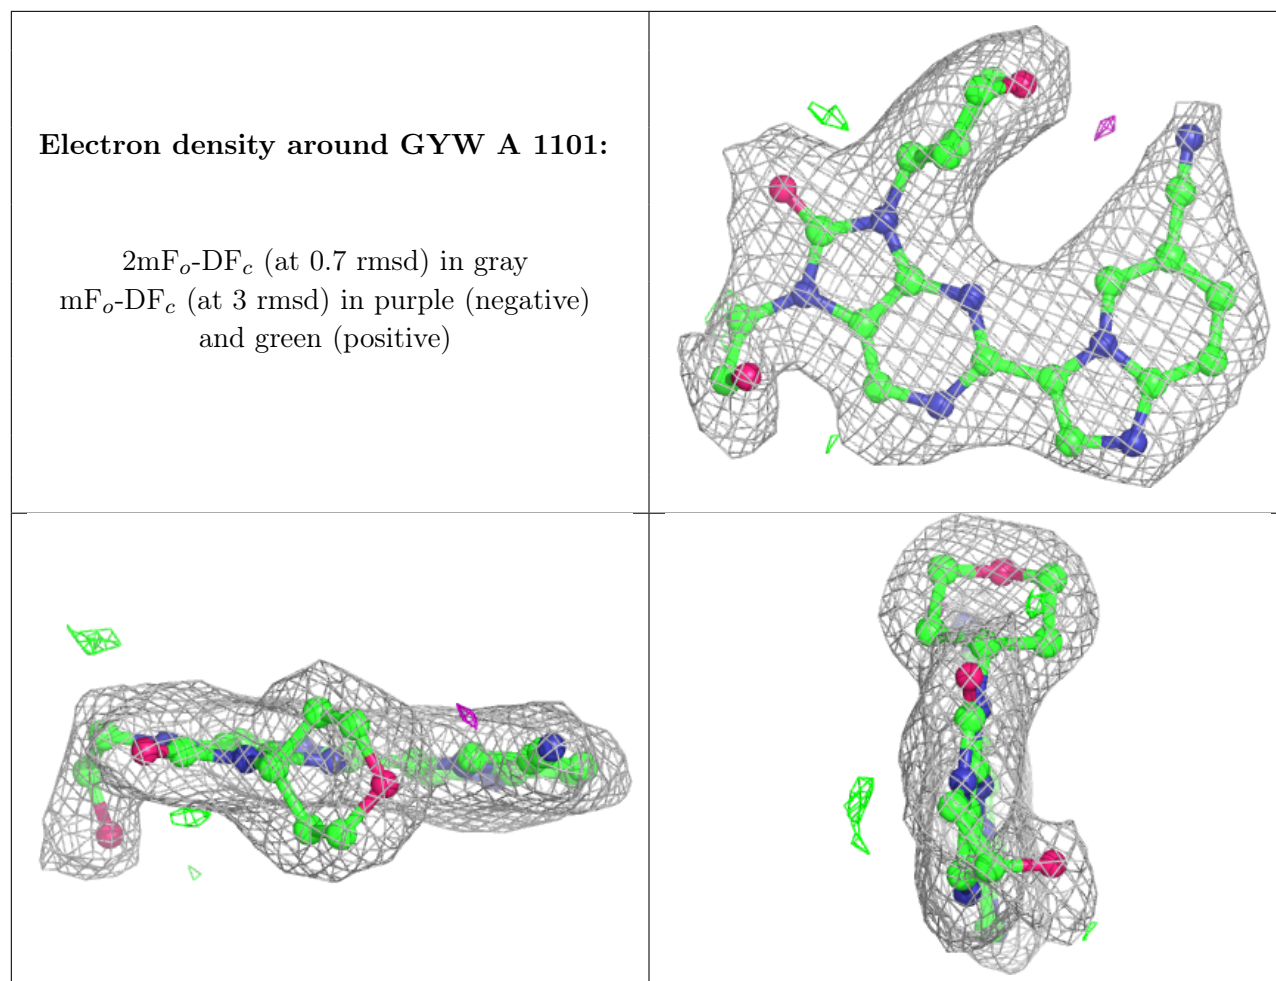 Electron density around GYW A 1101:
2mFo-DFc (at 0.7 rmsd) in gray
mFo-DFc (at 3 rmsd) in purple (negative)
and green (positive)